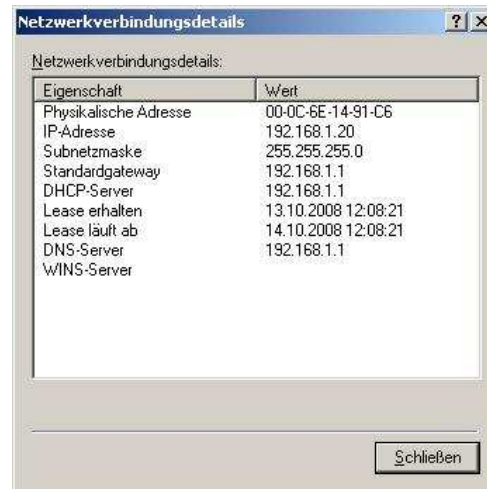 Netzwerkverbindungsdetails
Netzwerkverbindungsdetails:
Eigenschaft Wert
Physikalische Adresse 00-0C-6E-14-91-C6
IP-Adresse 192.168.1.20
Subnetzmaske 255.255.255.0
Standardgateway 192.168.1.1
DHCP-Server 192.168.1.1
Lease erhalten 13.10.2008 12:08:21
Lease läuft ab 14.10.2008 12:08:21
DNS-Server 192.168.1.1
WINS-Server
Schließen